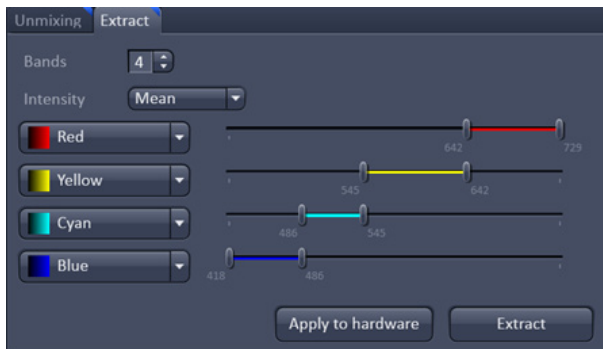 Unmixing Extract
Bands 4
Intensity Mean
Red
642 729
Yellow
545 642
Cyan
486 545
Blue
418 486
Apply to hardware Extract